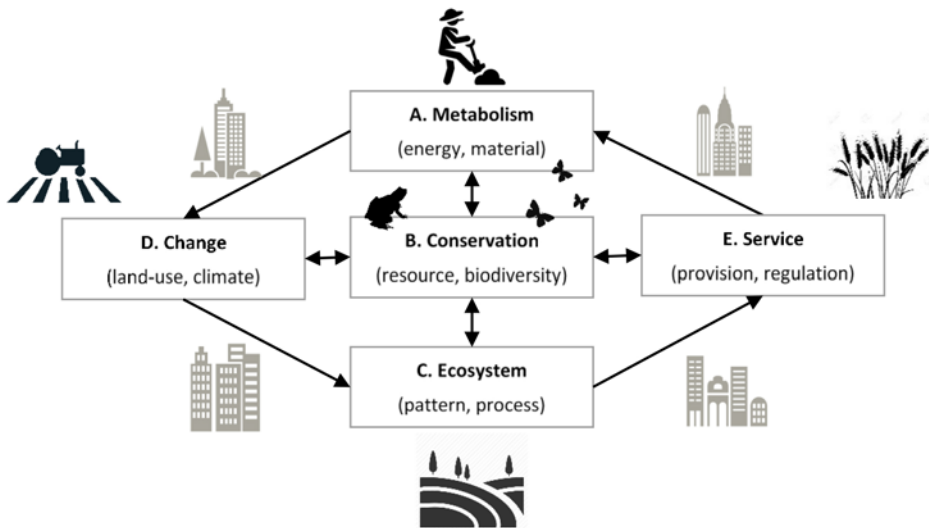 A. Metabolism
(energy, material)
D. Change
(land-use, climate)
B. Conservation
(resource, biodiversity)
E. Service
(provision, regulation)
C. Ecosystem
(pattern, process)